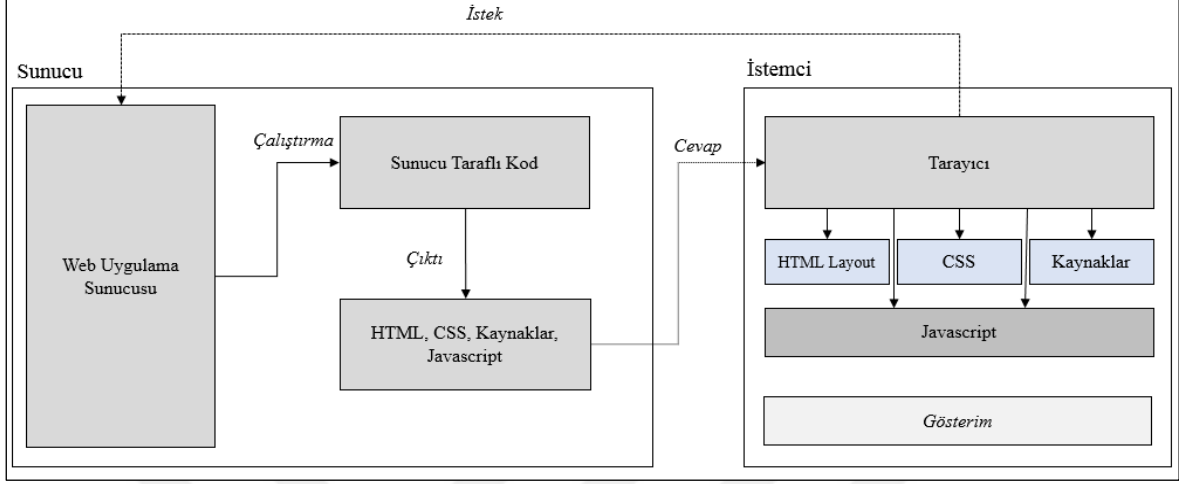 İstek
Sunucu
İstemci
Çalıştırma
Sunucu Taraflı Kod
Cevap
Tarayıcı
Web Uygulama
Sunucusu
Çıktı
HTML Layout
CSS
Kaynaklar
HTML, CSS, Kaynaklar,
Javascript
Javascript
Gösterim